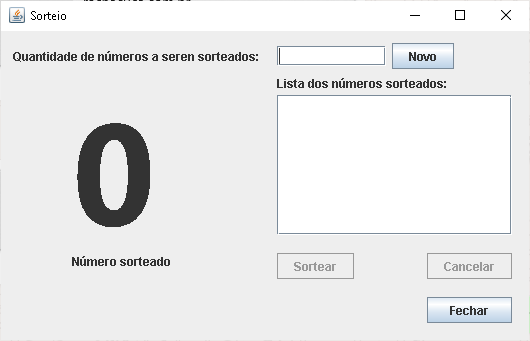 Sorteio
Quantidade de números a seren sorteados:
Novo
Lista dos números sorteados:
0
Número sorteado
Sortear
Cancelar
Fechar